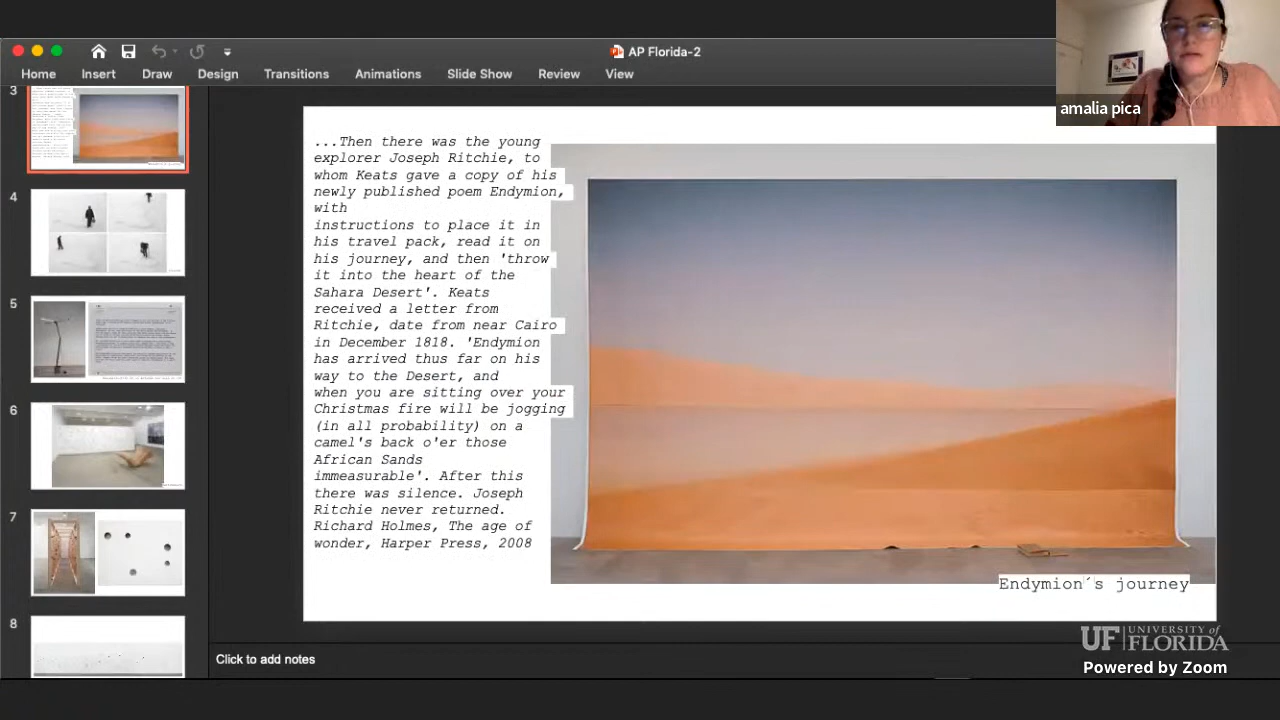 AP Florida-2
Home Insert Draw Design Transitions Animations Slide Show Review View
amalia pica
3
4
5
6
7
8
...Then there was the young
explorer Joseph Ritchie, to
whom Keats gave a copy of his
newly published poem Endymion,
with
instructions to place it in
his travel pack, read it on
his journey, and then 'throw
it into the heart of the
Sahara Desert'. Keats
received a letter from
Ritchie, date from near Cairo
in December 1818. 'Endymion
has arrived thus far on his
way to the Desert, and
when you are sitting over your
Christmas fire will be jogging
(in all probability) on a
camel's back o'er those
African Sands
immeasurable'. After this
there was silence. Joseph
Ritchie never returned.
Richard Holmes, The age of
wonder, Harper Press, 2008
Endymion´s journey
Click to add notes
UF UNIVERSITY of
FLORIDA
Powered by Zoom